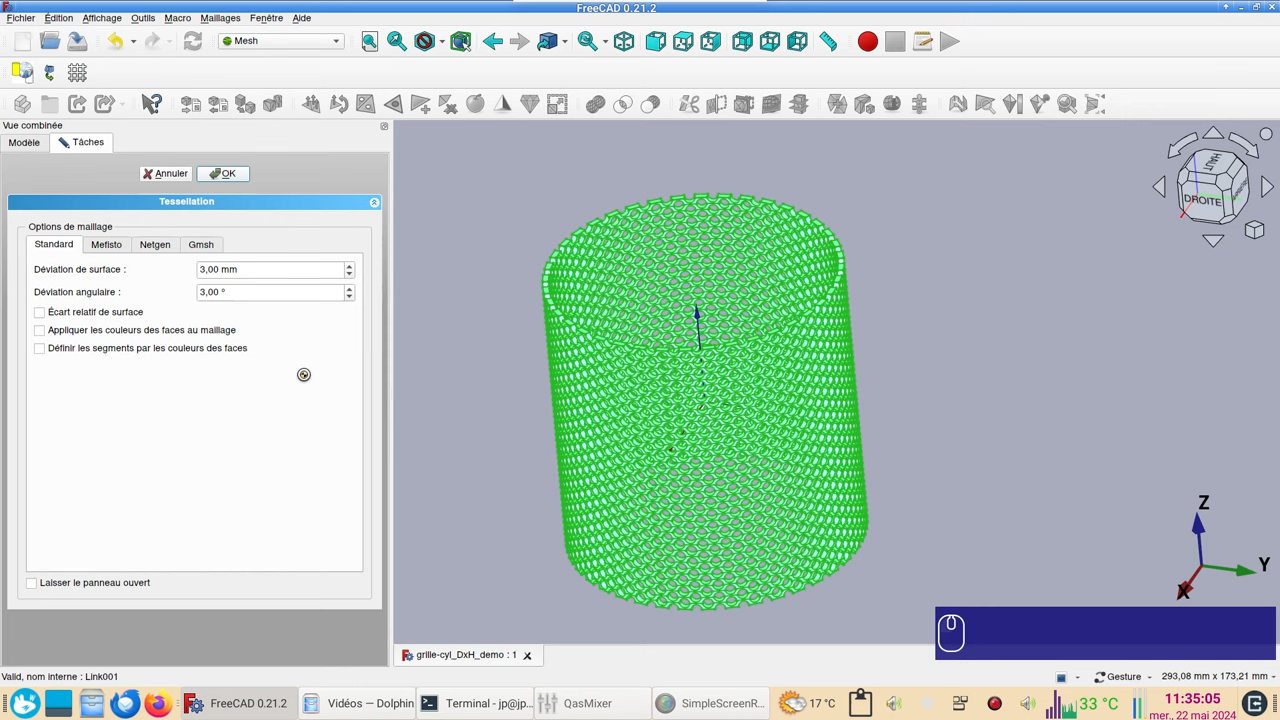 FreeCAD 0.21.2
Fichier Édition Affichage Outils Macro Maillages Fenêtre Aide
Mesh
Vue combinée
Modèle Tâches
Annuler OK
Tessellation
Options de maillage
Standard Mefisto Netgen Gmsh
Déviation de surface : 3,00 mm
Déviation angulaire : 3,00 °
Écart relatif de surface
Appliquer les couleurs des faces au maillage
Définir les segments par les couleurs des faces
Laisser le panneau ouvert
HAUT
DROITE
Z
Y
X
grille-cyl_DxH_demo : 1
Valid, nom interne : Link001
Gesture 293,08 mm x 173,21 mm
FreeCAD 0.21.2 Vidéos — Dolphin Terminal - jp@jp... QasMixer SimpleScreenR... 17 °C 33 °C
11:35:05
mer., 22 mai 2024